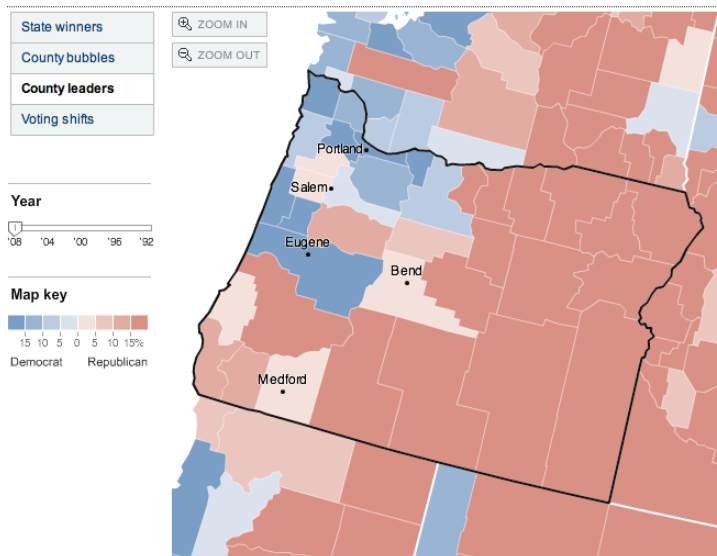 State winners
County bubbles
County leaders
Voting shifts
ZOOM IN
ZOOM OUT
Portland
Salem
Eugene
Bend
Medford
Year
'08 '04 '00 '96 '92
Map key
15 10 5 0 5 10 15%
Democrat Republican